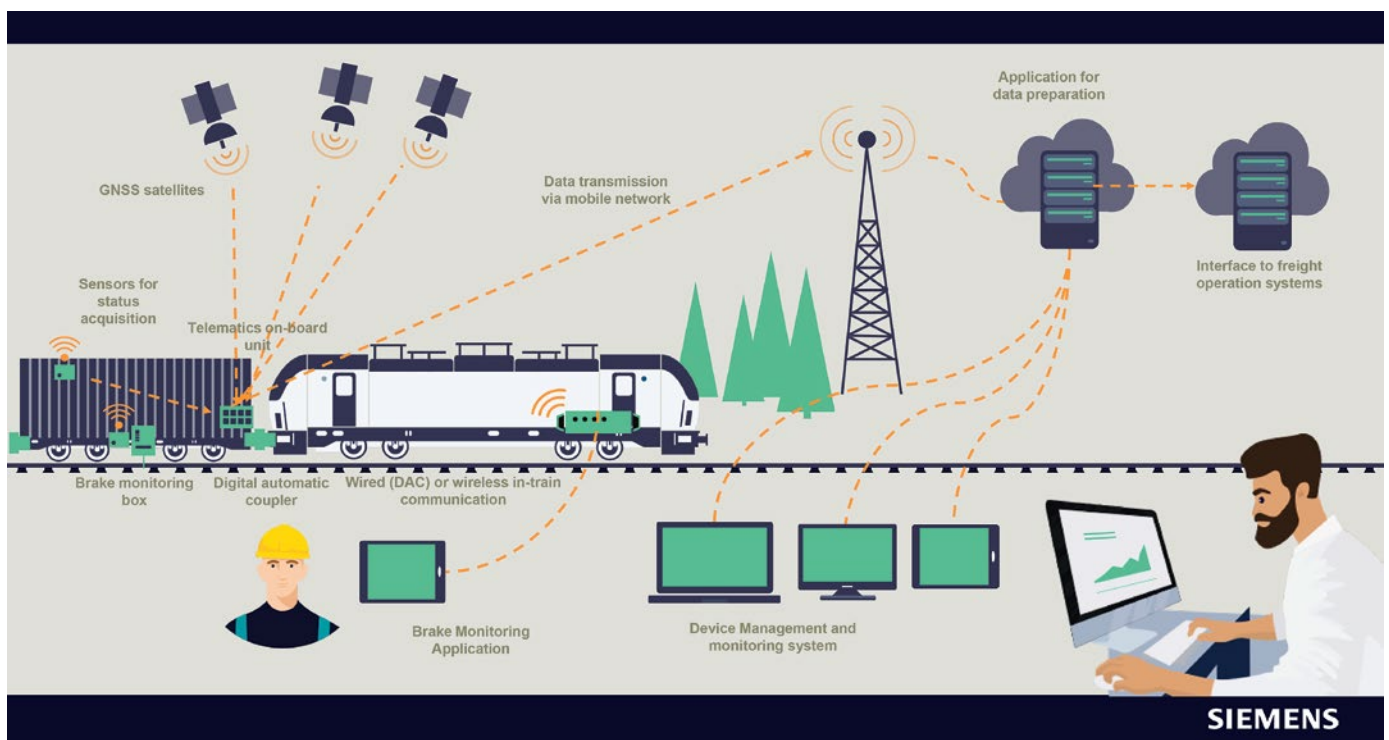 Application for
data preparation
GNSS satellites
Data transmission
via mobile network
Interface to freight
operation systems
Sensors for
status
acquisition
Telematics on-board
unit
Brake monitoring
box
Digital automatic
coupler
Wired (DAC) or wireless in-train
communication
Brake Monitoring
Application
Device Management and
monitoring system
SIEMENS